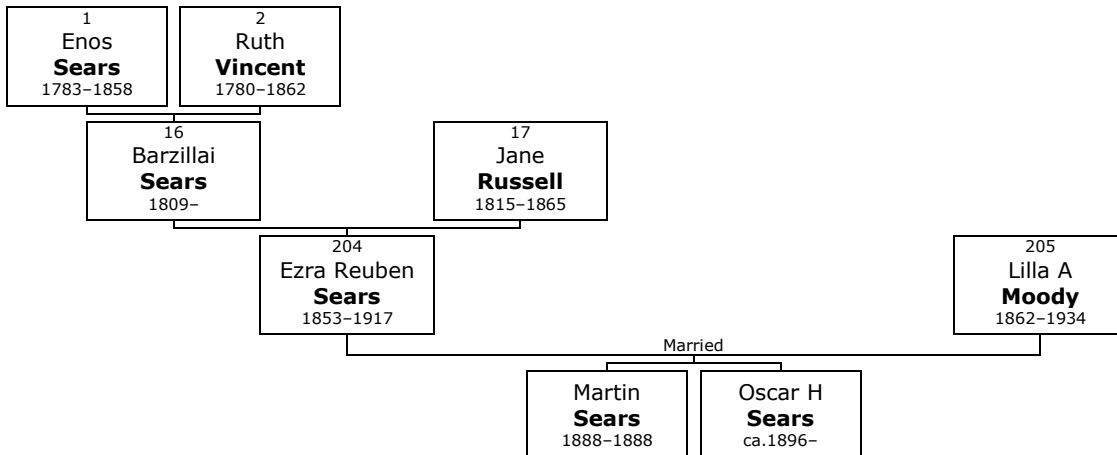 1
Enos
Sears
1783–1858
2
Ruth
Vincent
1780–1862
16
Barzillai
Sears
1809–
17
Jane
Russell
1815–1865
204
Ezra Reuben
Sears
1853–1917
205
Lilla A
Moody
1862–1934
Married
Martin
Sears
1888–1888
Oscar H
Sears
ca.1896–